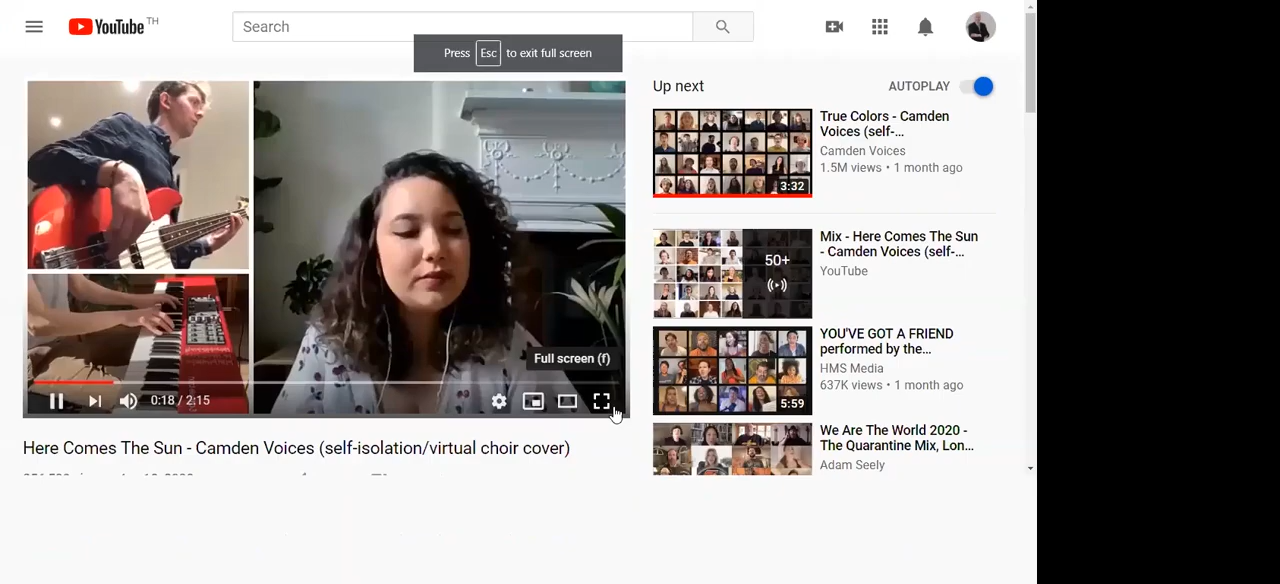 YouTube TH
Search
Press Esc to exit full screen
Up next
AUTOPLAY
True Colors - Camden
Voices (self-...
Camden Voices
1.5M views • 1 month ago
3:32
Mix - Here Comes The Sun
- Camden Voices (self-...
YouTube
50+
YOU'VE GOT A FRIEND
performed by the...
HMS Media
637K views • 1 month ago
5:59
We Are The World 2020 -
The Quarantine Mix, Lon...
Adam Seely
Full screen (f)
0:18 / 2:15
Here Comes The Sun - Camden Voices (self-isolation/virtual choir cover)